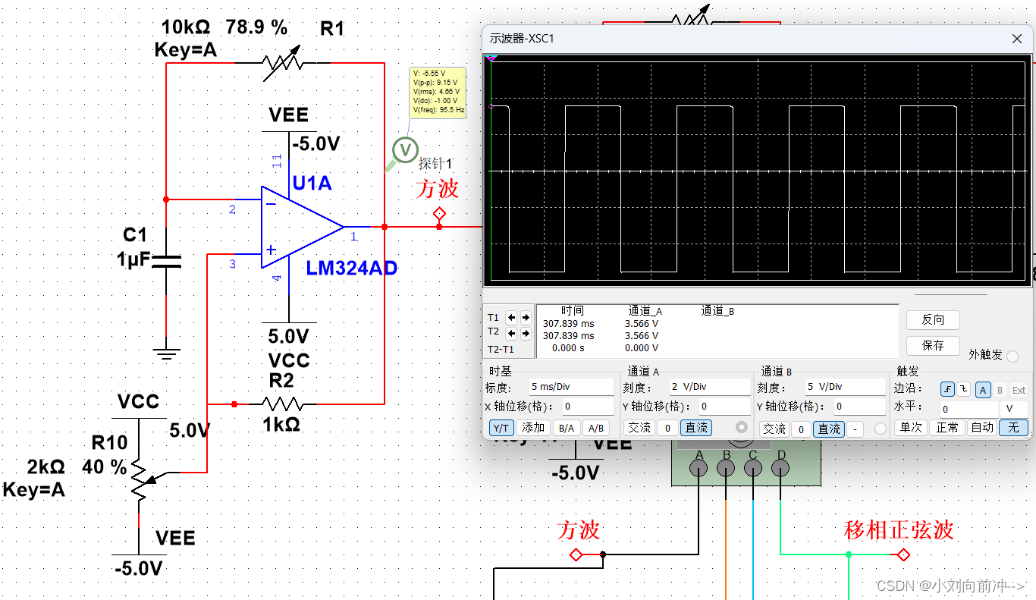 10kΩ 78.9 % R1
Key=A
V: -5.55 V
V(p-p): 9.15 V
V(rms): 4.66 V
V(dc): -1.00 V
V(freq): 95.5 Hz
V
探针1
方波
VEE
-5.0V
11
U1A
2
3
1
4
LM324AD
C1
1µF
5.0V
VCC
R2
1kΩ
VCC
5.0V
R10
2kΩ 40 %
Key=A
VEE
-5.0V
示波器-XSC1
时间 通道_A 通道_B
T1 307.839 ms 3.566 V
T2 307.839 ms 3.566 V
T2-T1 0.000 s 0.000 V
反向
保存
外触发
时基
标度: 5 ms/Div
X 轴位移(格): 0
Y/T 添加 B/A A/B
通道 A
刻度: 2 V/Div
Y 轴位移(格): 0
交流 0 直流
通道 B
刻度: 5 V/Div
Y 轴位移(格): 0
交流 0 直流 -
触发
边沿: A B Ext
水平: 0 V
单次 正常 自动 无
VEE
-5.0V
A B C D
方波
移相正弦波
CSDN @小刘向前冲-->